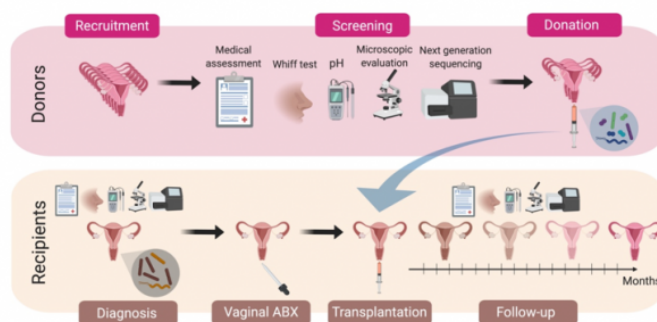 Recruitment
Screening
Donation
Donors
Medical
assessment
Whiff test
pH
Microscopic
evaluation
Next generation
sequencing
Recipients
Months
Diagnosis
Vaginal ABX
Transplantation
Follow-up